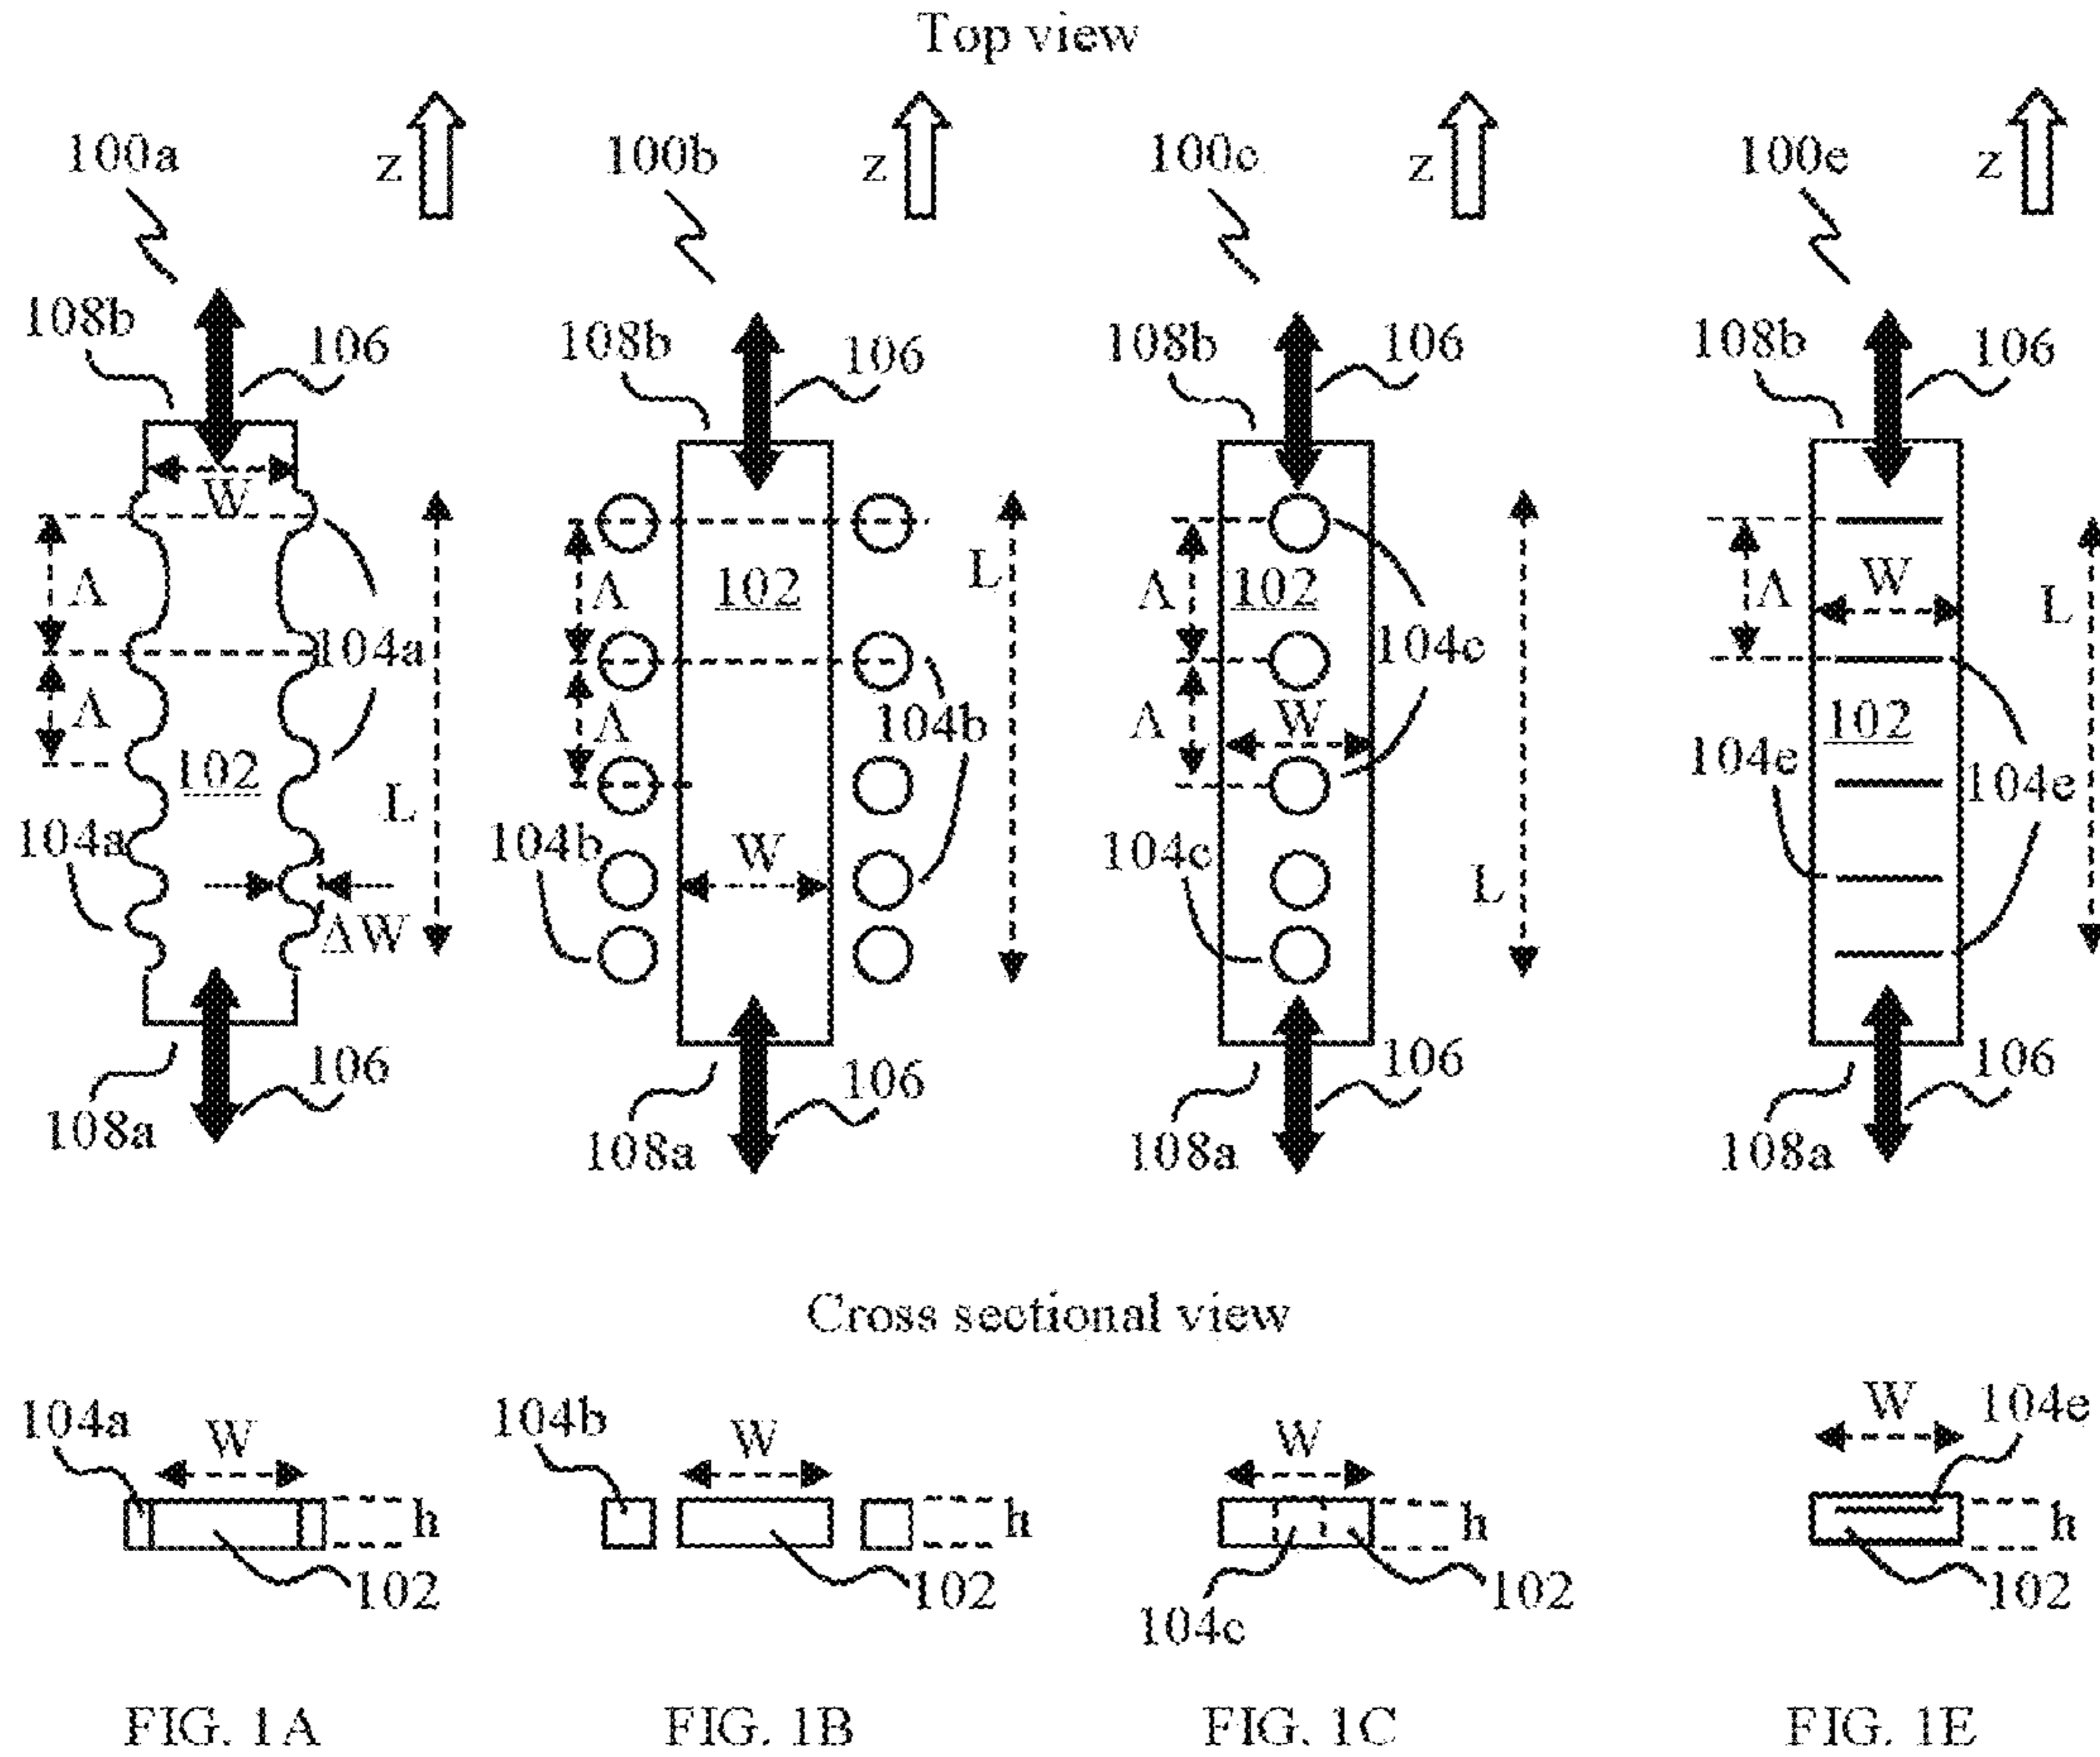 Top view
100a z 100b z 100c z 100e z
108b 106 108b 106 108b 106 108b 106
W
Λ 102 L Λ 102 Λ W L
104a 104c
Λ Λ 104b Λ W 102
102 L 104e 104e
104a 104b W 104c L
ΔW
106 106 106 106
108a 108a 108a 108a
Cross sectional view
104a W 104b W W W 104e
h h h h
102 102 104c 102 102
FIG. 1A FIG. 1B FIG. 1C FIG. 1E